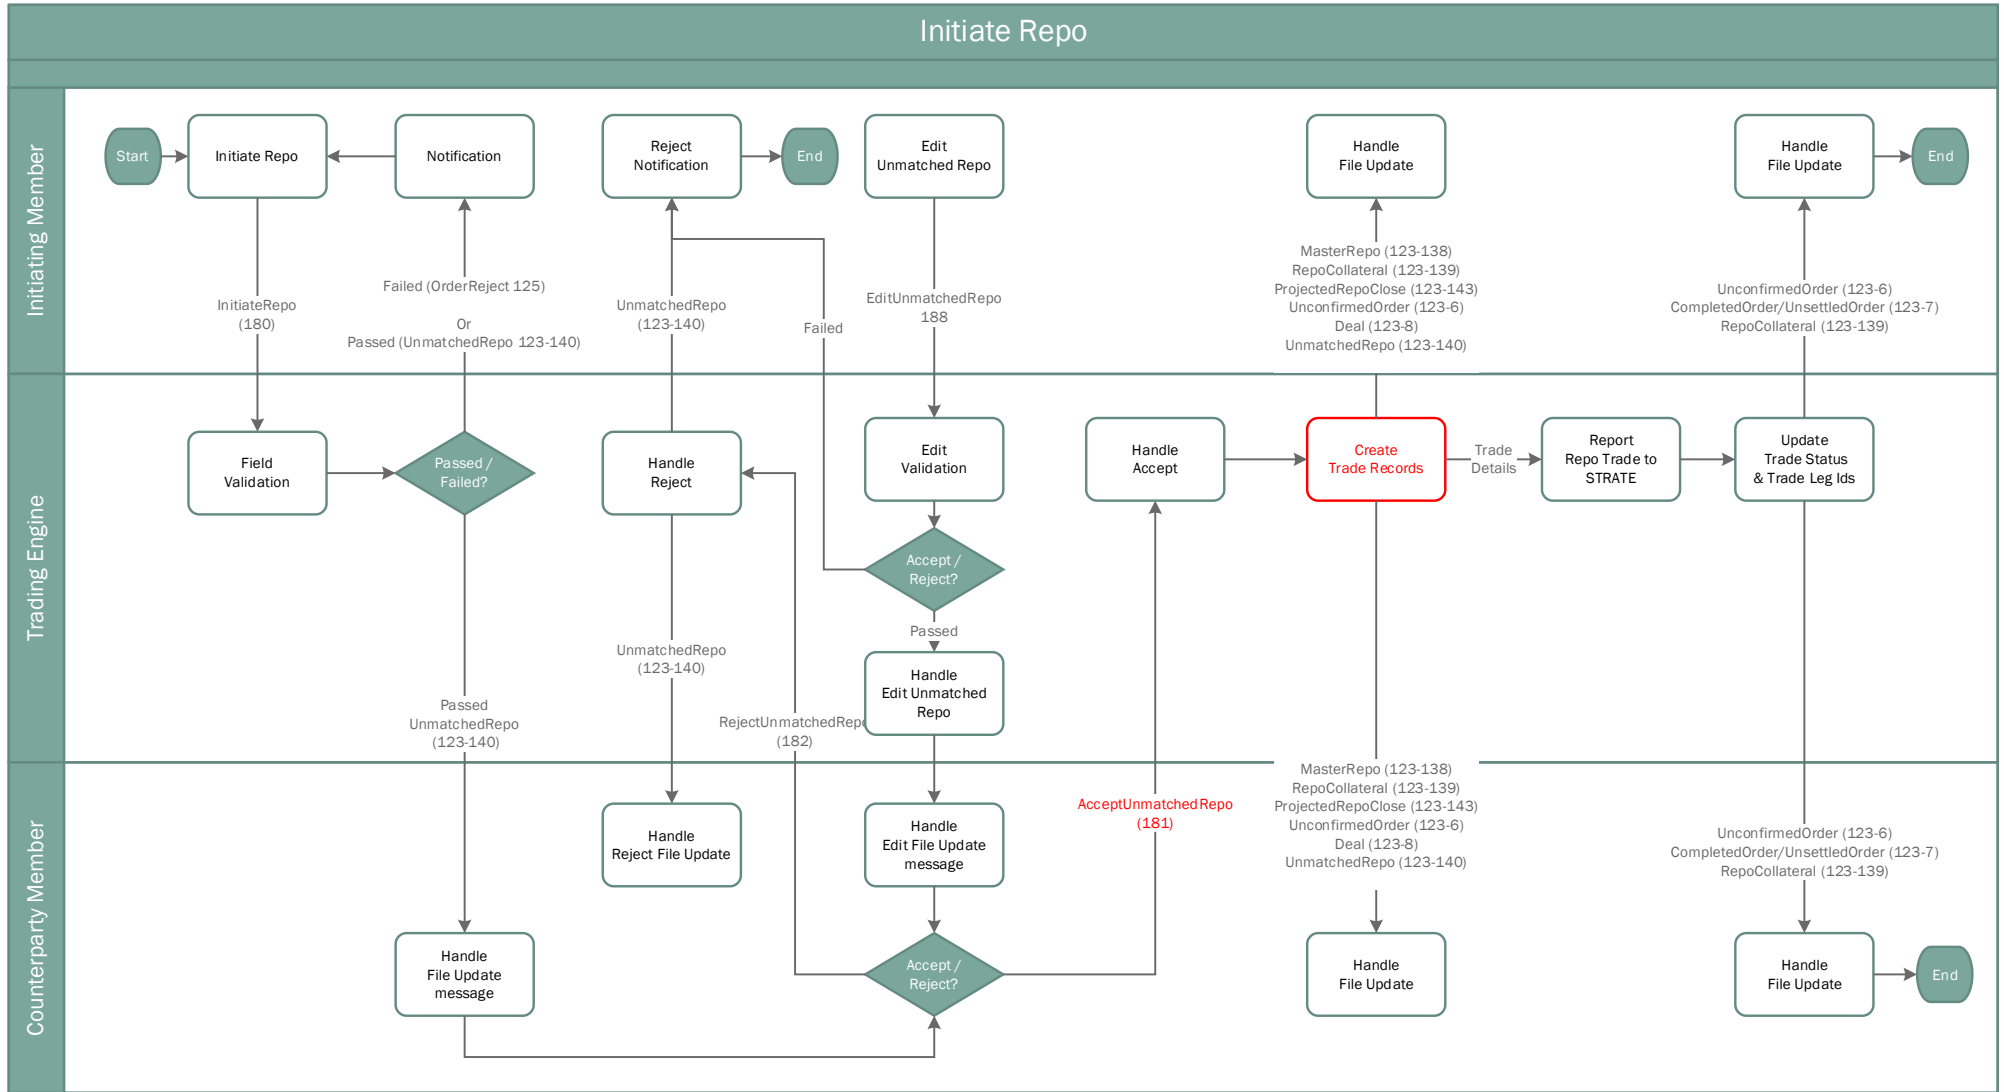 Initiate Repo
Initiating Member
Start
Initiate Repo
Notification
Reject
Notification
End
Edit
Unmatched Repo
Handle
File Update
Handle
File Update
End
InitiateRepo
(180)
Failed (OrderReject 125)
Or
Passed (UnmatchedRepo 123-140)
UnmatchedRepo
(123-140)
Failed
EditUnmatchedRepo
188
MasterRepo (123-138)
RepoCollateral (123-139)
ProjectedRepoClose (123-143)
UnconfirmedOrder (123-6)
Deal (123-8)
UnmatchedRepo (123-140)
UnconfirmedOrder (123-6)
CompletedOrder/UnsettledOrder (123-7)
RepoCollateral (123-139)
Trading Engine
Field
Validation
Passed /
Failed?
Handle
Reject
Edit
Validation
Handle
Accept
Create
Trade Records
Trade
Details
Report
Repo Trade to
STRATE
Update
Trade Status
& Trade Leg Ids
Accept /
Reject?
Passed
UnmatchedRepo
(123-140)
Handle
Edit Unmatched
Repo
Passed
UnmatchedRepo
(123-140)
RejectUnmatchedRepo
(182)
Counterparty Member
Handle
Reject File Update
Handle
Edit File Update
message
AcceptUnmatchedRepo
(181)
MasterRepo (123-138)
RepoCollateral (123-139)
ProjectedRepoClose (123-143)
UnconfirmedOrder (123-6)
Deal (123-8)
UnmatchedRepo (123-140)
UnconfirmedOrder (123-6)
CompletedOrder/UnsettledOrder (123-7)
RepoCollateral (123-139)
Handle
File Update
message
Accept /
Reject?
Handle
File Update
Handle
File Update
End